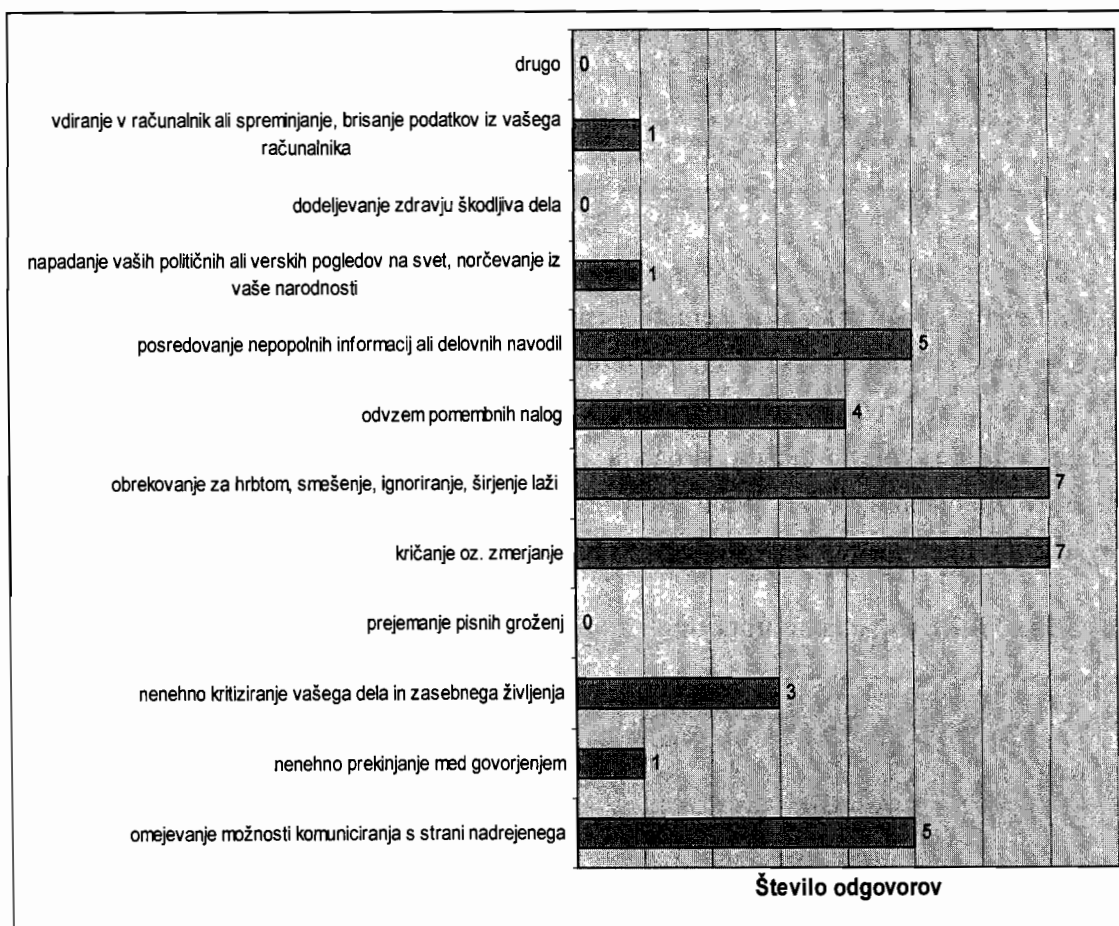 drugo
0
vdiranje v računalnik ali spreminjanje, brisanje podatkov iz vašega
računalnika
1
dodeljevanje zdravju škodljiva dela
0
napadanje vaših političnih ali verskih pogledov na svet, norčevanje iz
vaše narodnosti
1
posredovanje nepopolnih informacij ali delovnih navodil
5
odvzem pomembnih nalog
4
obrekovanje za hrbtom, smešenje, ignoriranje, širjenje laži
7
kričanje oz. zmerjanje
7
prejemanje pisnih groženj
0
nenehno kritiziranje vašega dela in zasebnega življenja
3
nenehno prekinjanje med govorjenjem
1
omejevanje možnosti komuniciranja s strani nadrejenega
5
Število odgovorov